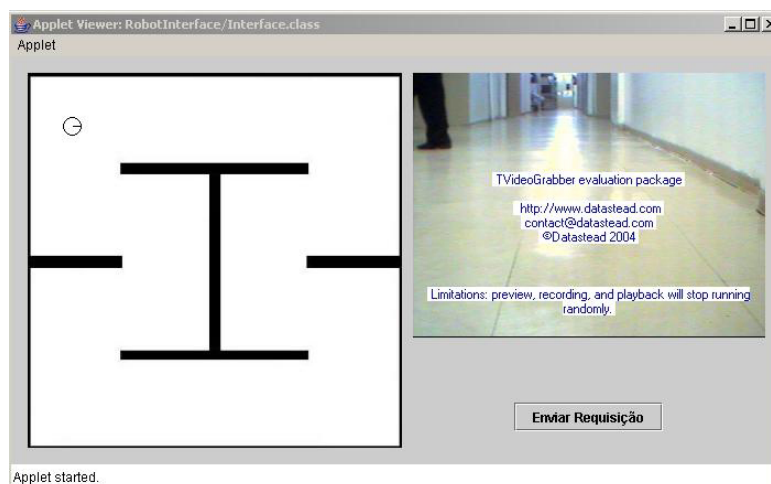 Applet Viewer: RobotInterface/Interface.class
Applet
TVideoGrabber evaluation package
http://www.datastead.com
contact@datastead.com
©Datastead 2004
Limitations: preview, recording, and playback will stop running
randomly.
Enviar Requisição
Applet started.